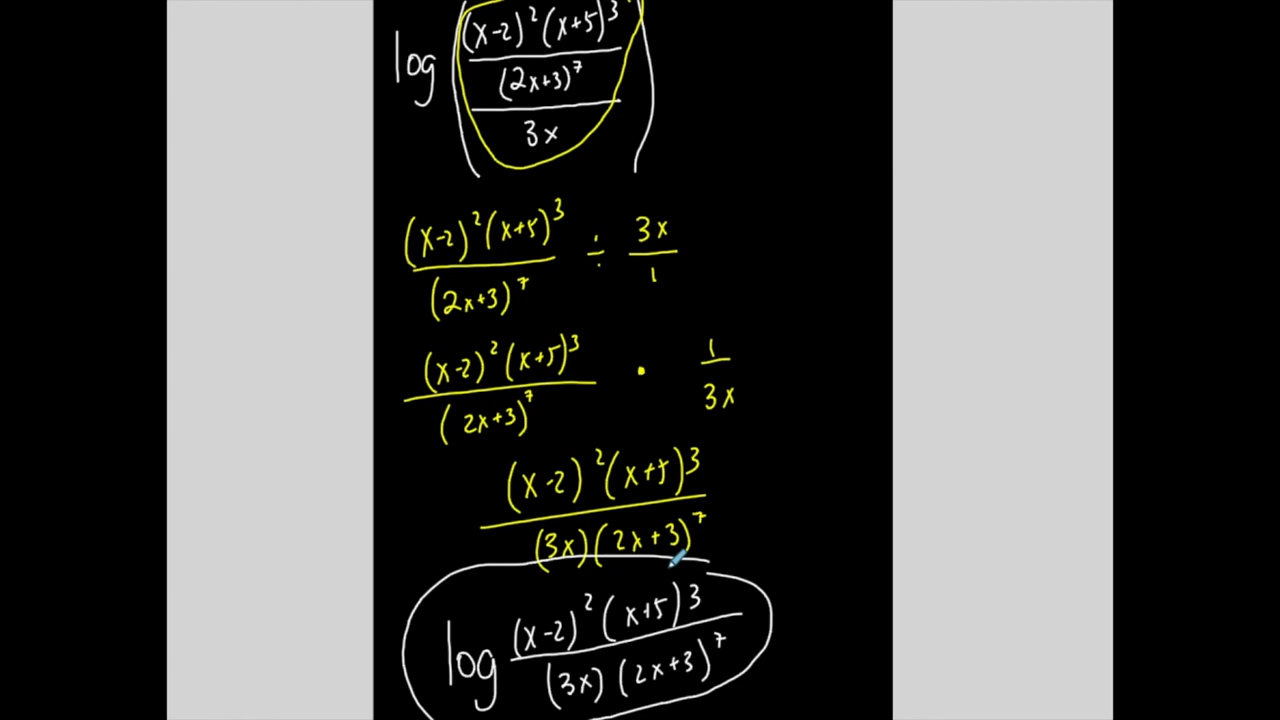 log ( (x-2)²(x+5)³
(2x+3)⁷
3x )
(x-2)²(x+5)³ ÷ 3x
(2x+3)⁷ 1
(x-2)²(x+5)³ · 1
(2x+3)⁷ 3x
(x-2)²(x+5)³
(3x)(2x+3)⁷
log (x-2)²(x+5)³
(3x)(2x+3)⁷